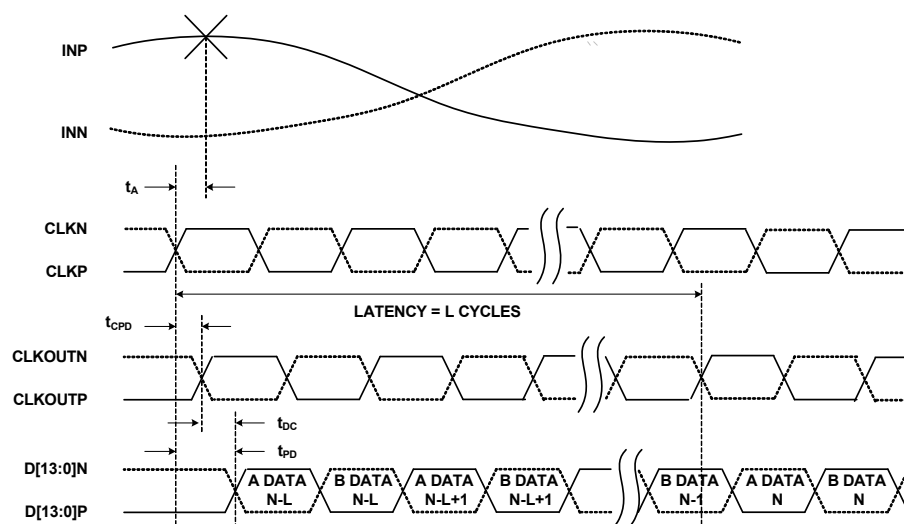 INP
INN
tA
CLKN
CLKP
LATENCY = L CYCLES
tCPD
CLKOUTN
CLKOUTP
tDC
tPD
D[13:0]N
D[13:0]P
A DATA N-L
B DATA N-L
A DATA N-L+1
B DATA N-L+1
B DATA N-1
A DATA N
B DATA N